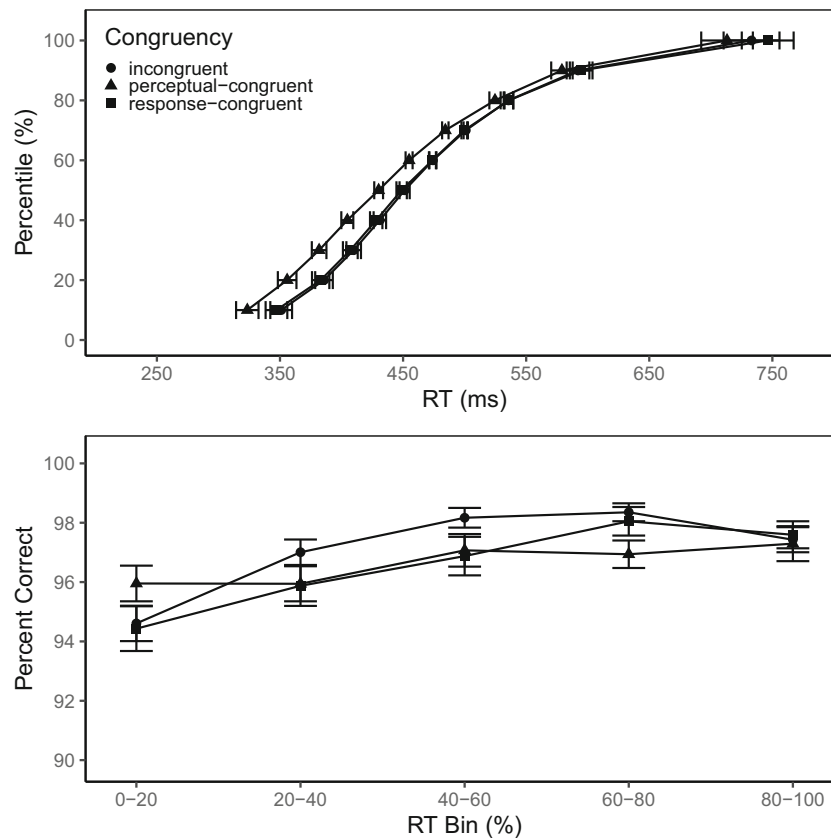 Congruency
incongruent
perceptual−congruent
response−congruent
Percentile (%)
100
80
60
40
20
0
250 350 450 550 650 750
RT (ms)
Percent Correct
100
98
96
94
92
90
0−20 20−40 40−60 60−80 80−100
RT Bin (%)